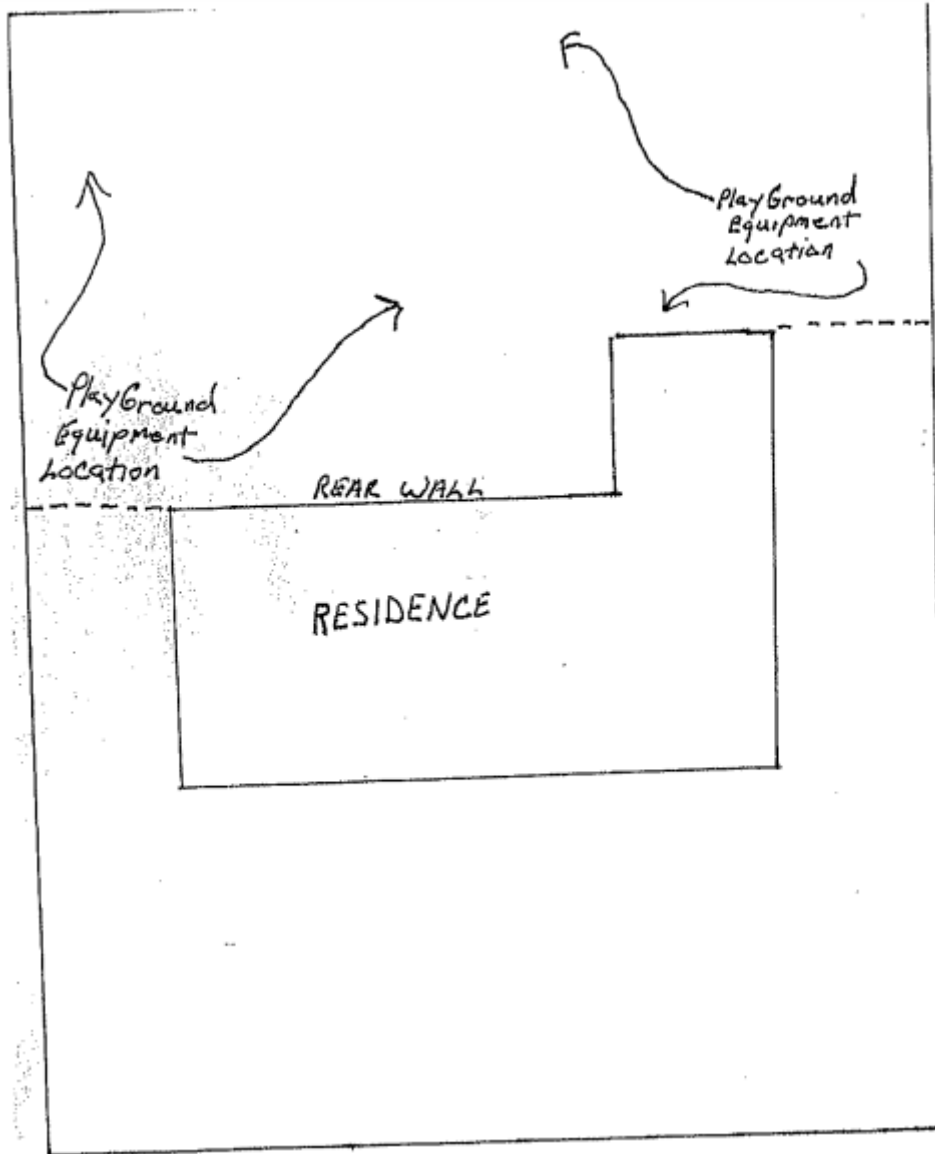 PlayGround
Equipment
Location
PlayGround
Equipment
Location
REAR WALL
RESIDENCE